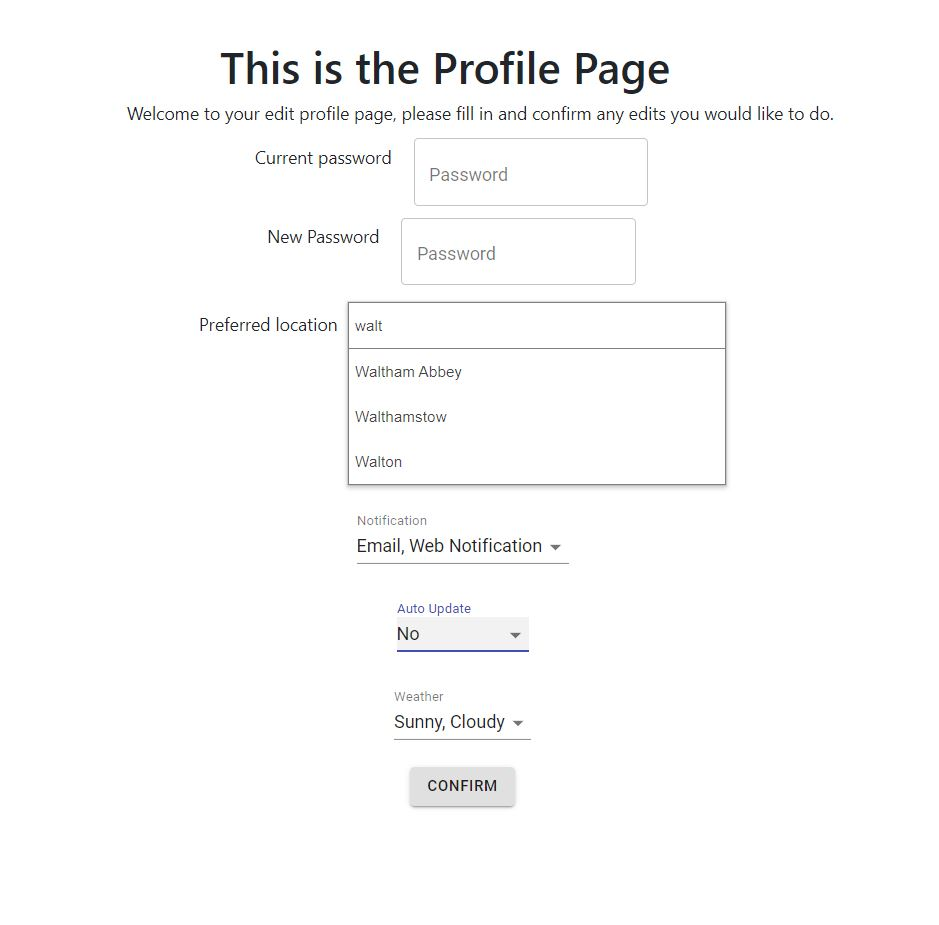 This is the Profile Page
Welcome to your edit profile page, please fill in and confirm any edits you would like to do.
Current password
Password
New Password
Password
Preferred location
walt
Waltham Abbey
Walthamstow
Walton
Notification
Email, Web Notification
Auto Update
No
Weather
Sunny, Cloudy
CONFIRM